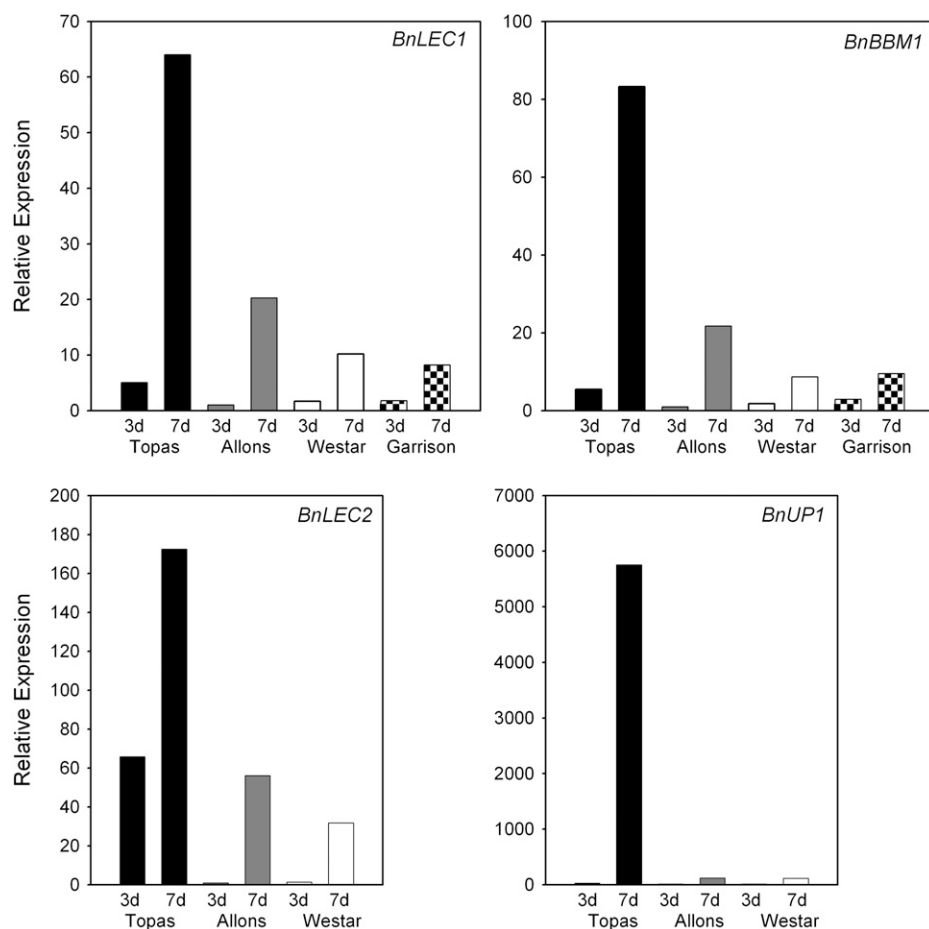 BnLEC1
Relative Expression
70
60
50
40
30
20
10
0
3d 7d 3d 7d 3d 7d 3d 7d
Topas Allons Westar Garrison
BnBBM1
100
80
60
40
20
0
3d 7d 3d 7d 3d 7d 3d 7d
Topas Allons Westar Garrison
BnLEC2
Relative Expression
200
180
160
140
120
100
80
60
40
20
0
3d 7d 3d 7d 3d 7d
Topas Allons Westar
BnUP1
7000
6000
5000
4000
3000
2000
1000
0
3d 7d 3d 7d 3d 7d
Topas Allons Westar